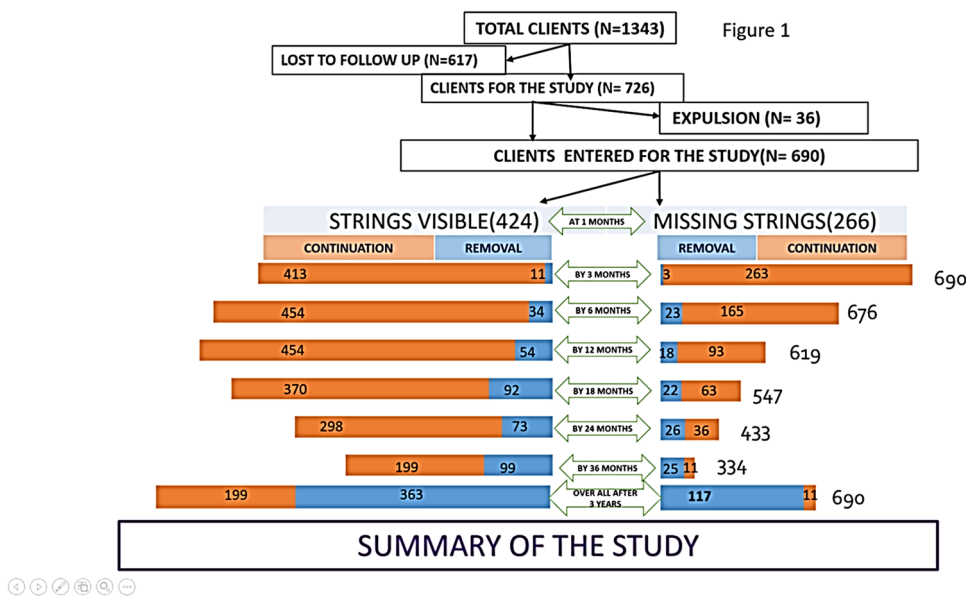 TOTAL CLIENTS (N=1343)
Figure 1
LOST TO FOLLOW UP (N=617)
CLIENTS FOR THE STUDY (N= 726)
EXPULSION (N= 36)
CLIENTS ENTERED FOR THE STUDY(N= 690)
STRINGS VISIBLE(424) AT 1 MONTHS MISSING STRINGS(266)
CONTINUATION REMOVAL REMOVAL CONTINUATION
413 11 BY 3 MONTHS 3 263 690
454 34 BY 6 MONTHS 23 165 676
454 54 BY 12 MONTHS 18 93 619
370 92 BY 18 MONTHS 22 63 547
298 73 BY 24 MONTHS 26 36 433
199 99 BY 36 MONTHS 25 11 334
199 363 OVER ALL AFTER 3 YEARS 117 11 690
SUMMARY OF THE STUDY